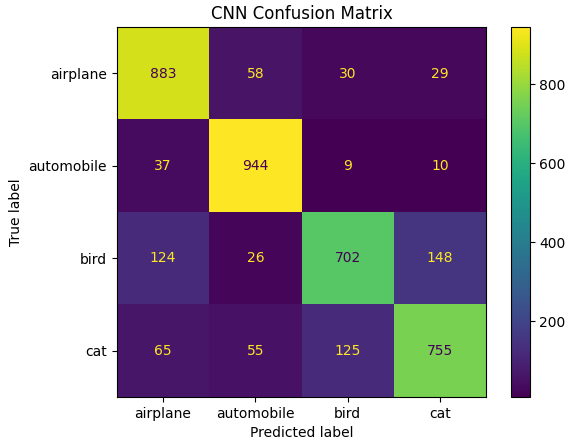 CNN Confusion Matrix
airplane 883 58 30 29
automobile 37 944 9 10
bird 124 26 702 148
cat 65 55 125 755
airplane automobile bird cat
Predicted label
True label
800
600
400
200